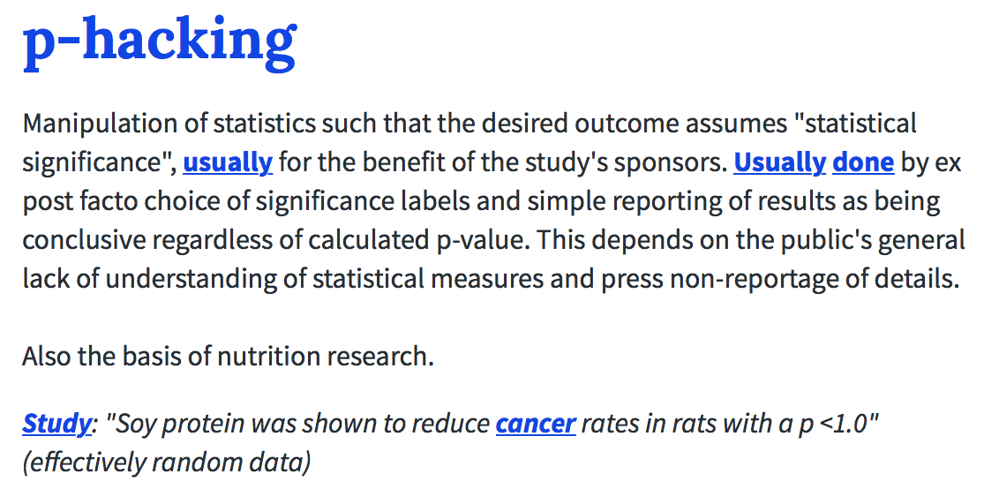 p-hacking
Manipulation of statistics such that the desired outcome assumes "statistical
significance", usually for the benefit of the study's sponsors. Usually done by ex
post facto choice of significance labels and simple reporting of results as being
conclusive regardless of calculated p-value. This depends on the public's general
lack of understanding of statistical measures and press non-reportage of details.
Also the basis of nutrition research.
Study: "Soy protein was shown to reduce cancer rates in rats with a p <1.0"
(effectively random data)